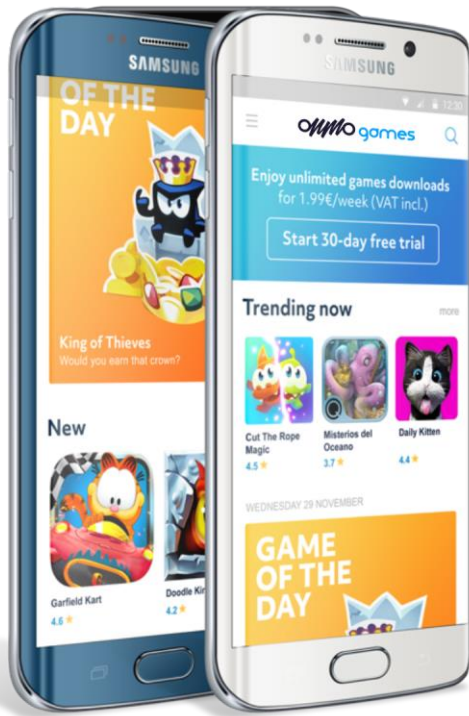 SAMSUNG
OF THE
DAY
King of Thieves
Would you earn that crown?
New
Garfield Kart
4.6
4.2
SAMSUNG
12:30
onmo games
Enjoy unlimited games downloads
for 1.99€/week (VAT incl.)
Start 30-day free trial
Trending now
more
Cut The Rope
Magic
4.5
Misterios del
Oceano
3.7
Daily Kitten
4.4
WEDNESDAY 29 NOVEMBER
GAME
OF THE
DAY
Doodle Kin